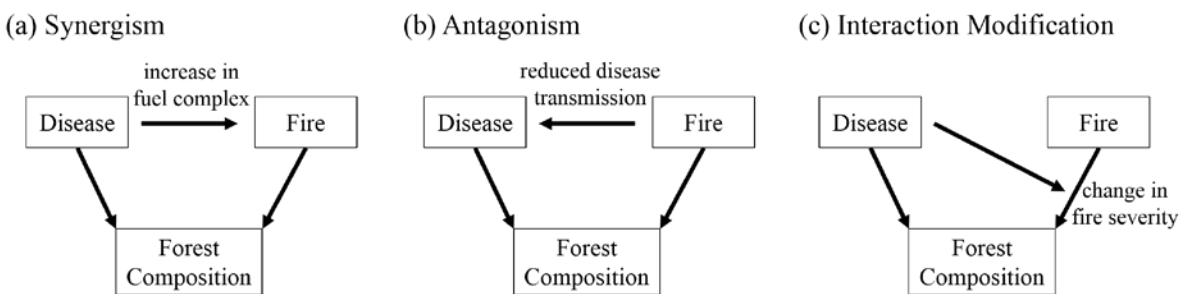 (a) Synergism
increase in
fuel complex
Disease
Fire
Forest
Composition
(b) Antagonism
reduced disease
transmission
Disease
Fire
Forest
Composition
(c) Interaction Modification
Disease
Fire
change in
fire severity
Forest
Composition